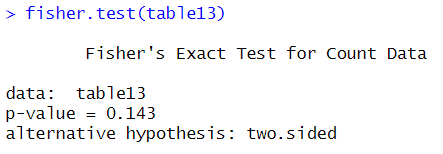 > fisher.test(table13)
Fisher's Exact Test for Count Data
data:  table13
p-value = 0.143
alternative hypothesis: two.sided